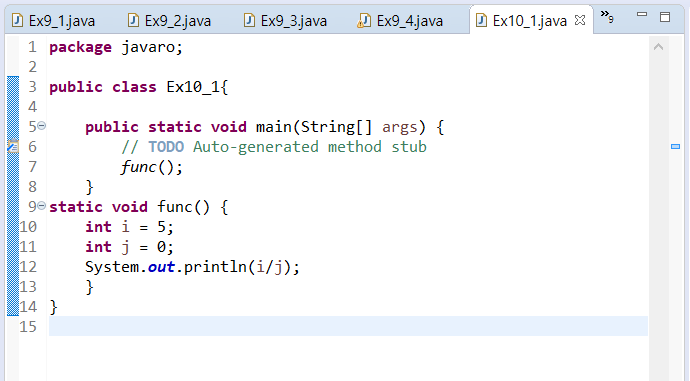 Ex9_1.java Ex9_2.java Ex9_3.java Ex9_4.java Ex10_1.java »9
1 package javaro;
2
3 public class Ex10_1{
4
5 public static void main(String[] args) {
6 // TODO Auto-generated method stub
7 func();
8 }
9 static void func() {
10 int i = 5;
11 int j = 0;
12 System.out.println(i/j);
13 }
14 }
15